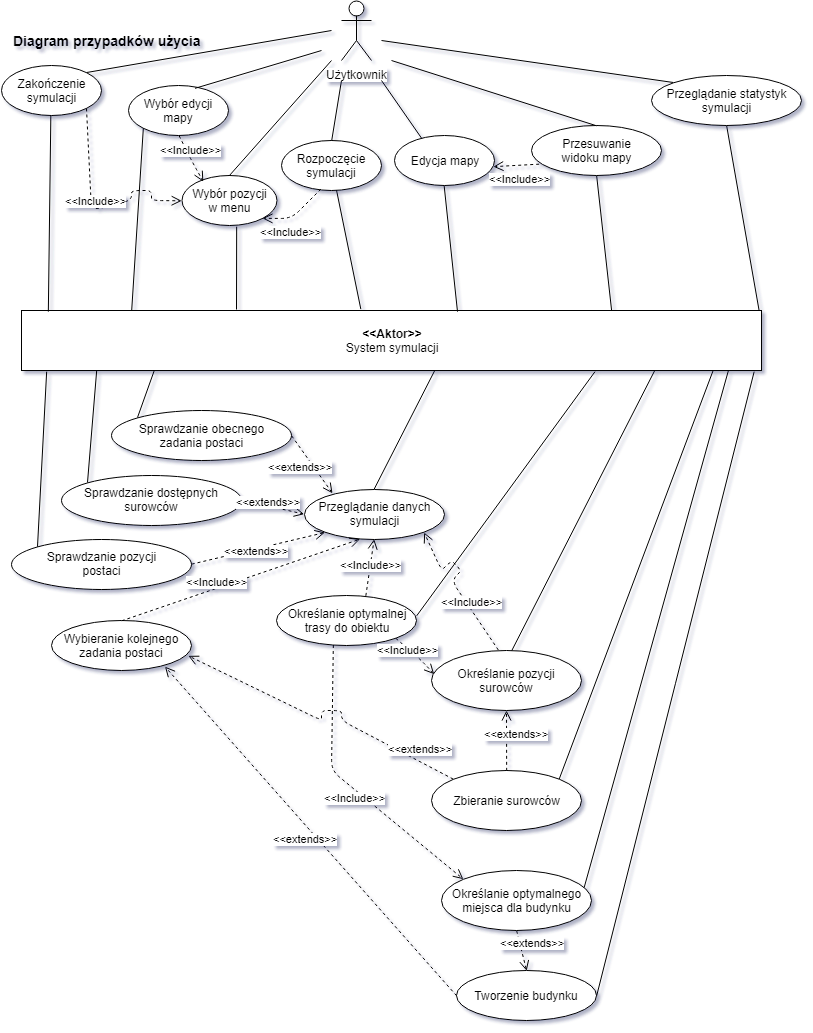 Diagram przypadków użycia
Użytkownik
Zakończenie
symulacji
Wybór edycji
mapy
Przeglądanie statystyk
symulacji
<<Include>>
Rozpoczęcie
symulacji
Edycja mapy
Przesuwanie
widoku mapy
<<Include>>
Wybór pozycji
w menu
<<Include>>
<<Include>>
<<Aktor>>
System symulacji
Sprawdzanie obecnego
zadania postaci
<<extends>>
Sprawdzanie dostępnych
surowców
<<extends>>
Przeglądanie danych
symulacji
Sprawdzanie pozycji
postaci
<<extends>>
<<Include>>
<<Include>>
<<Include>>
Określanie optymalnej
trasy do obiektu
Wybieranie kolejnego
zadania postaci
<<Include>>
Określanie pozycji
surowców
<<extends>>
<<extends>>
Zbieranie surowców
<<Include>>
<<extends>>
Określanie optymalnego
miejsca dla budynku
<<extends>>
Tworzenie budynku